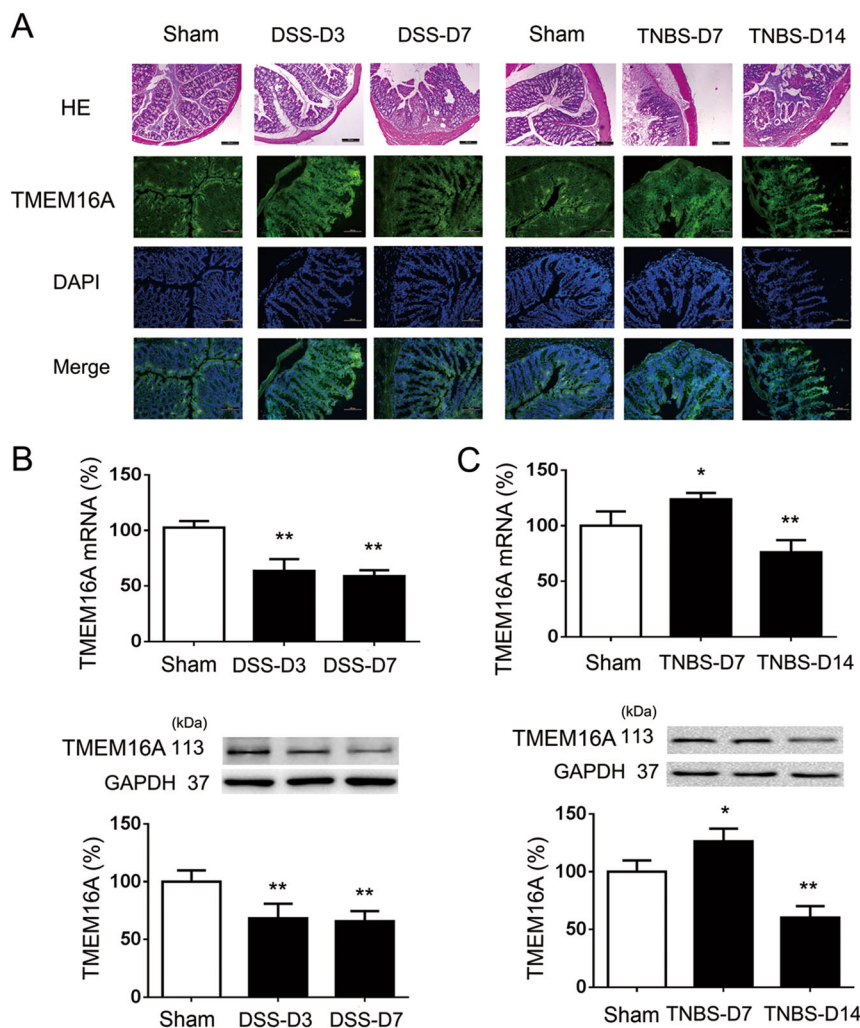 A
Sham DSS-D3 DSS-D7 Sham TNBS-D7 TNBS-D14
HE
TMEM16A
DAPI
Merge
B
TMEM16A mRNA (%)
150
100
50
0
** **
Sham DSS-D3 DSS-D7
(kDa)
TMEM16A 113
GAPDH 37
TMEM16A (%)
150
100
50
0
** **
Sham DSS-D3 DSS-D7
C
TMEM16A mRNA (%)
150
100
50
0
* **
Sham TNBS-D7 TNBS-D14
(kDa)
TMEM16A 113
GAPDH 37
TMEM16A (%)
150
100
50
0
* **
Sham TNBS-D7 TNBS-D14